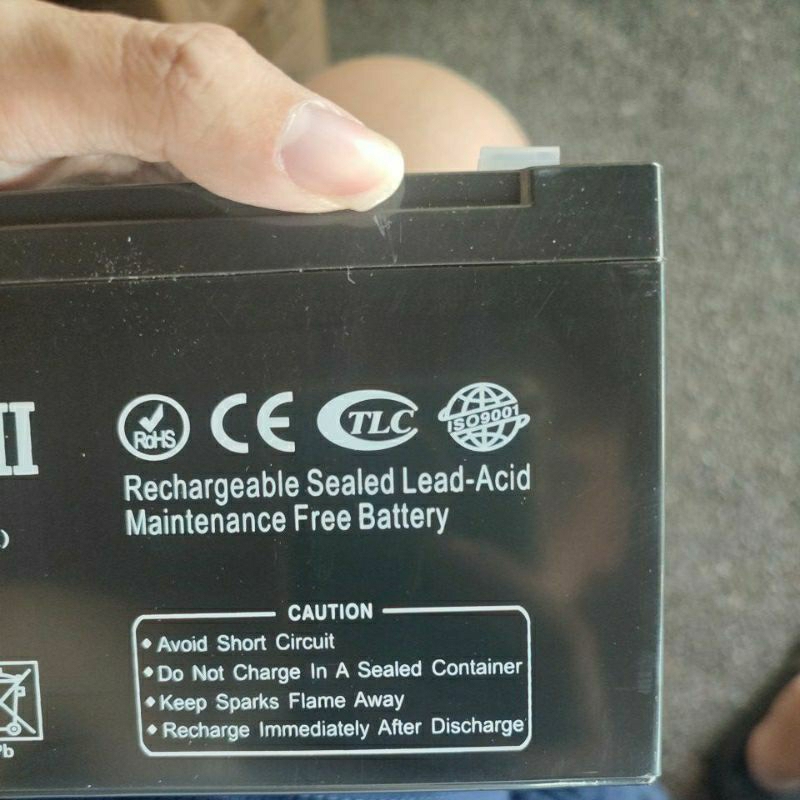 RoHS
CE
TLC
ISO9001
Rechargeable Sealed Lead-Acid
Maintenance Free Battery
CAUTION
Avoid Short Circuit
Do Not Charge In A Sealed Container
Keep Sparks Flame Away
Recharge Immediately After Discharge
Pb